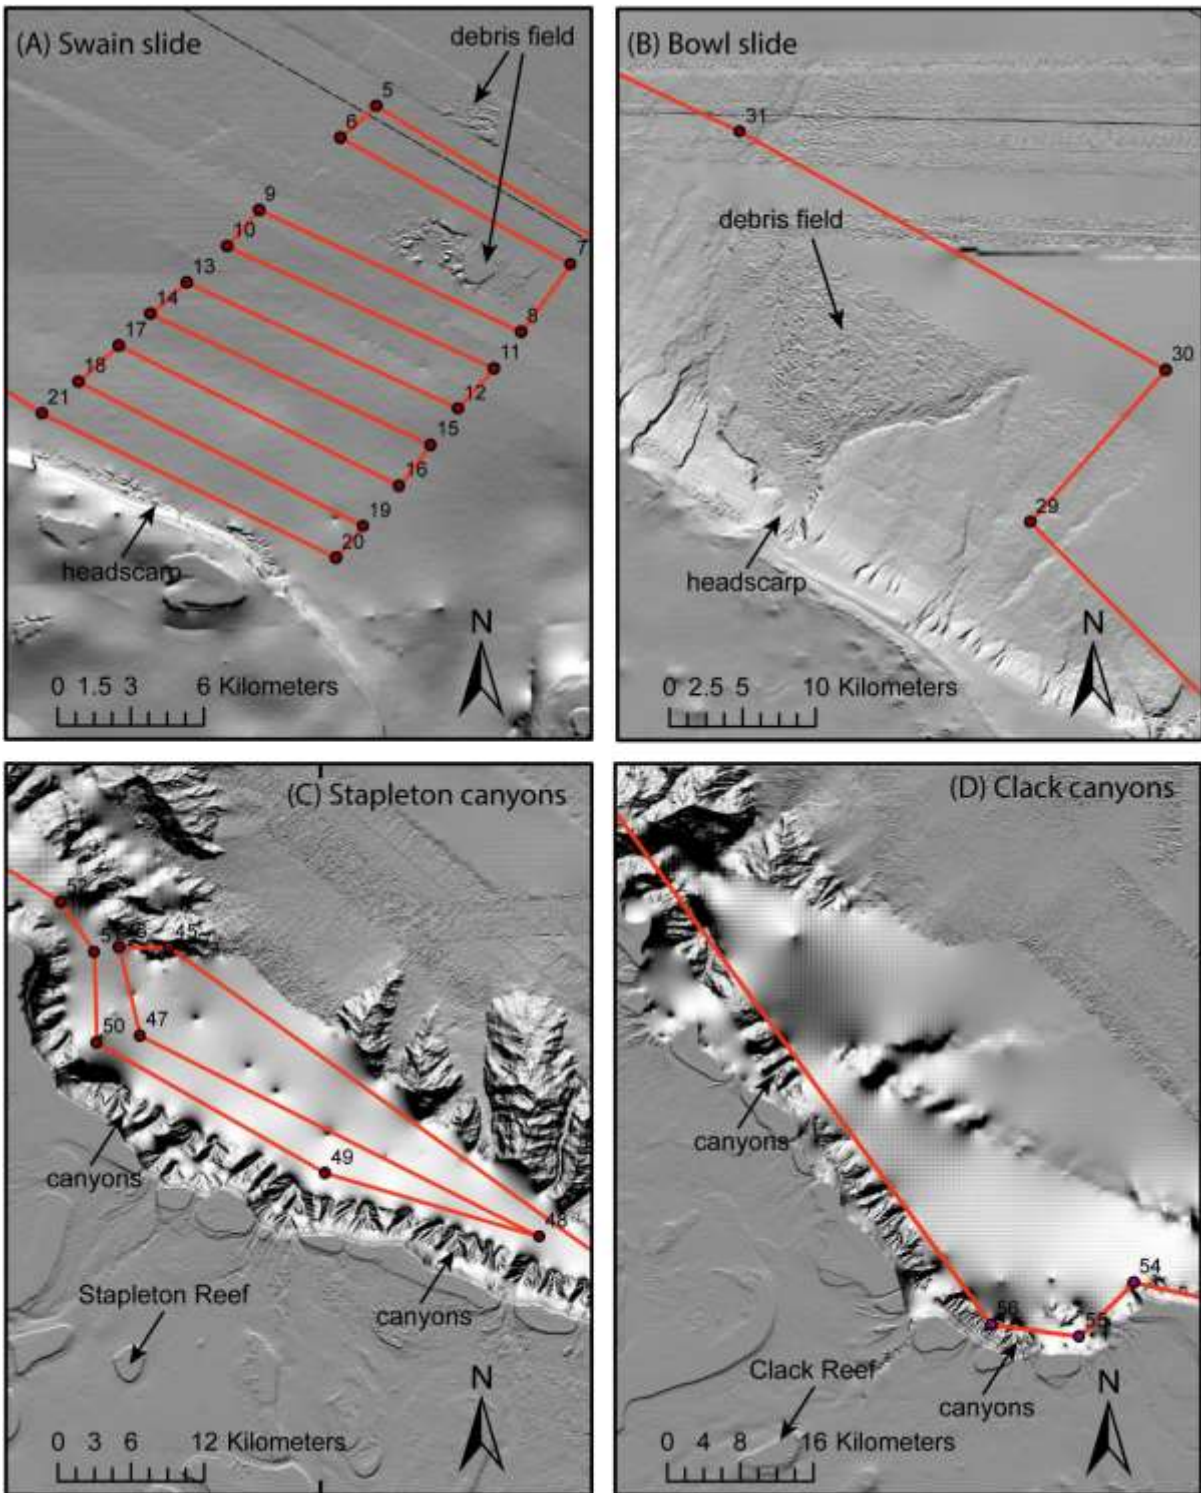 (A) Swain slide
debris field
5
6
7
8
9
10
11
12
13
14
15
16
17
18
19
20
21
headscarp
N
0 1.5 3 6 Kilometers
(B) Bowl slide
31
debris field
30
29
headscarp
N
0 2.5 5 10 Kilometers
(C) Stapleton canyons
45
50
47
49
48
canyons
canyons
Stapleton Reef
N
0 3 6 12 Kilometers
(D) Clack canyons
canyons
54
56
55
Clack Reef
canyons
N
0 4 8 16 Kilometers